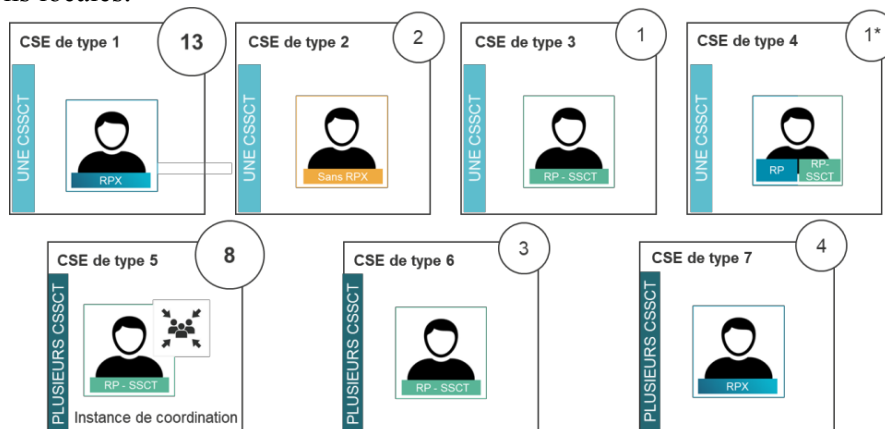 ns locales.
CSE de type 1
13
UNE CSSCT
RPX
CSE de type 2
2
UNE CSSCT
Sans RPX
CSE de type 3
1
UNE CSSCT
RP - SSCT
CSE de type 4
1*
UNE CSSCT
RP
RP-
SSCT
CSE de type 5
8
PLUSIEURS CSSCT
RP - SSCT
Instance de coordination
CSE de type 6
3
PLUSIEURS CSSCT
RP - SSCT
CSE de type 7
4
PLUSIEURS CSSCT
RPX